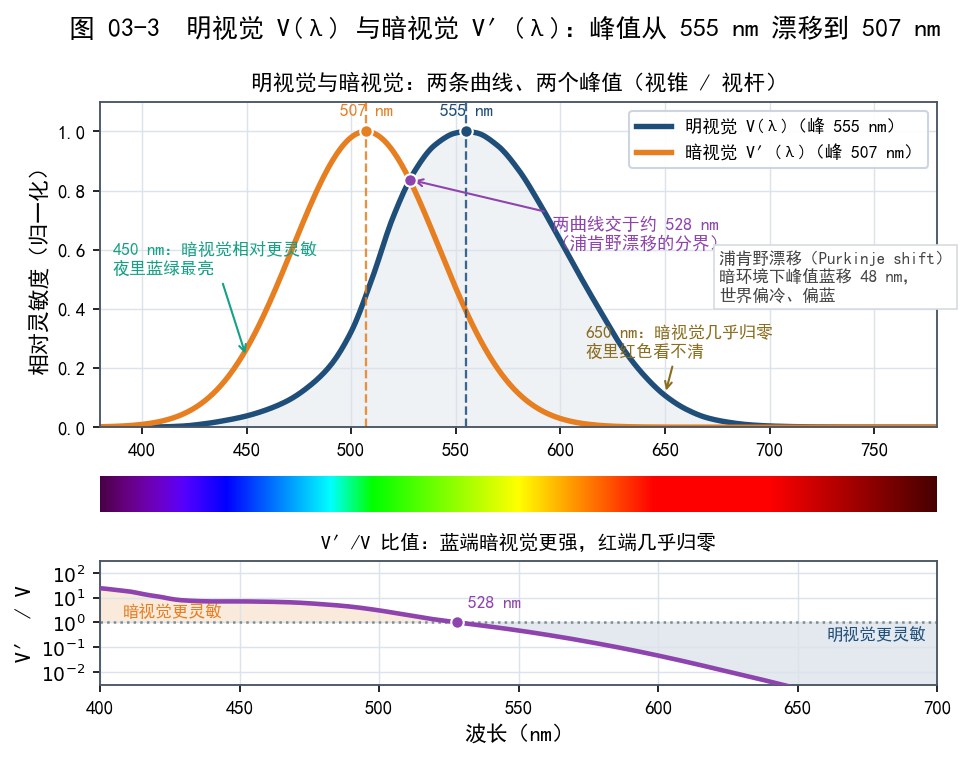 图 03-3 明视觉 V(λ) 与暗视觉 V′(λ): 峰值从 555 nm 漂移到 507 nm
明视觉与暗视觉: 两条曲线、两个峰值 (视锥 / 视杆)
507 nm
555 nm
明视觉 V(λ) (峰 555 nm)
暗视觉 V′(λ) (峰 507 nm)
相对灵敏度 (归一化)
1.0
0.8
0.6
0.4
0.2
0.0
两曲线交于约 528 nm
(浦肯野漂移的分界)
450 nm: 暗视觉相对更灵敏
夜里蓝绿最亮
浦肯野漂移 (Purkinje shift)
暗环境下峰值蓝移 48 nm,
世界偏冷、偏蓝
650 nm: 暗视觉几乎归零
夜里红色看不清
400 450 500 550 600 650 700 750
V′/V 比值: 蓝端暗视觉更强, 红端几乎归零
V′ / V
10²
10¹
10⁰
10⁻¹
10⁻²
528 nm
暗视觉更灵敏
明视觉更灵敏
400 450 500 550 600 650 700
波长 (nm)